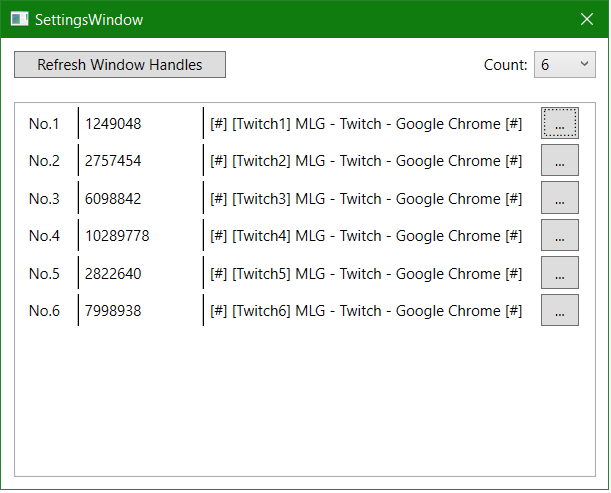 SettingsWindow
Refresh Window Handles Count: 6
No.1 1249048 [#] [Twitch1] MLG - Twitch - Google Chrome [#] ...
No.2 2757454 [#] [Twitch2] MLG - Twitch - Google Chrome [#] ...
No.3 6098842 [#] [Twitch3] MLG - Twitch - Google Chrome [#] ...
No.4 10289778 [#] [Twitch4] MLG - Twitch - Google Chrome [#] ...
No.5 2822640 [#] [Twitch5] MLG - Twitch - Google Chrome [#] ...
No.6 7998938 [#] [Twitch6] MLG - Twitch - Google Chrome [#] ...